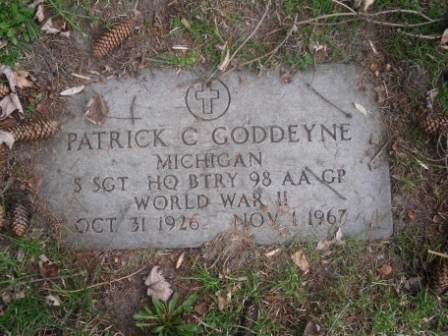 PATRICK C GODDEYNE
MICHIGAN
S SGT HQ BTRY 98 AA GP
WORLD WAR II
OCT 31 1926 NOV 1 1967